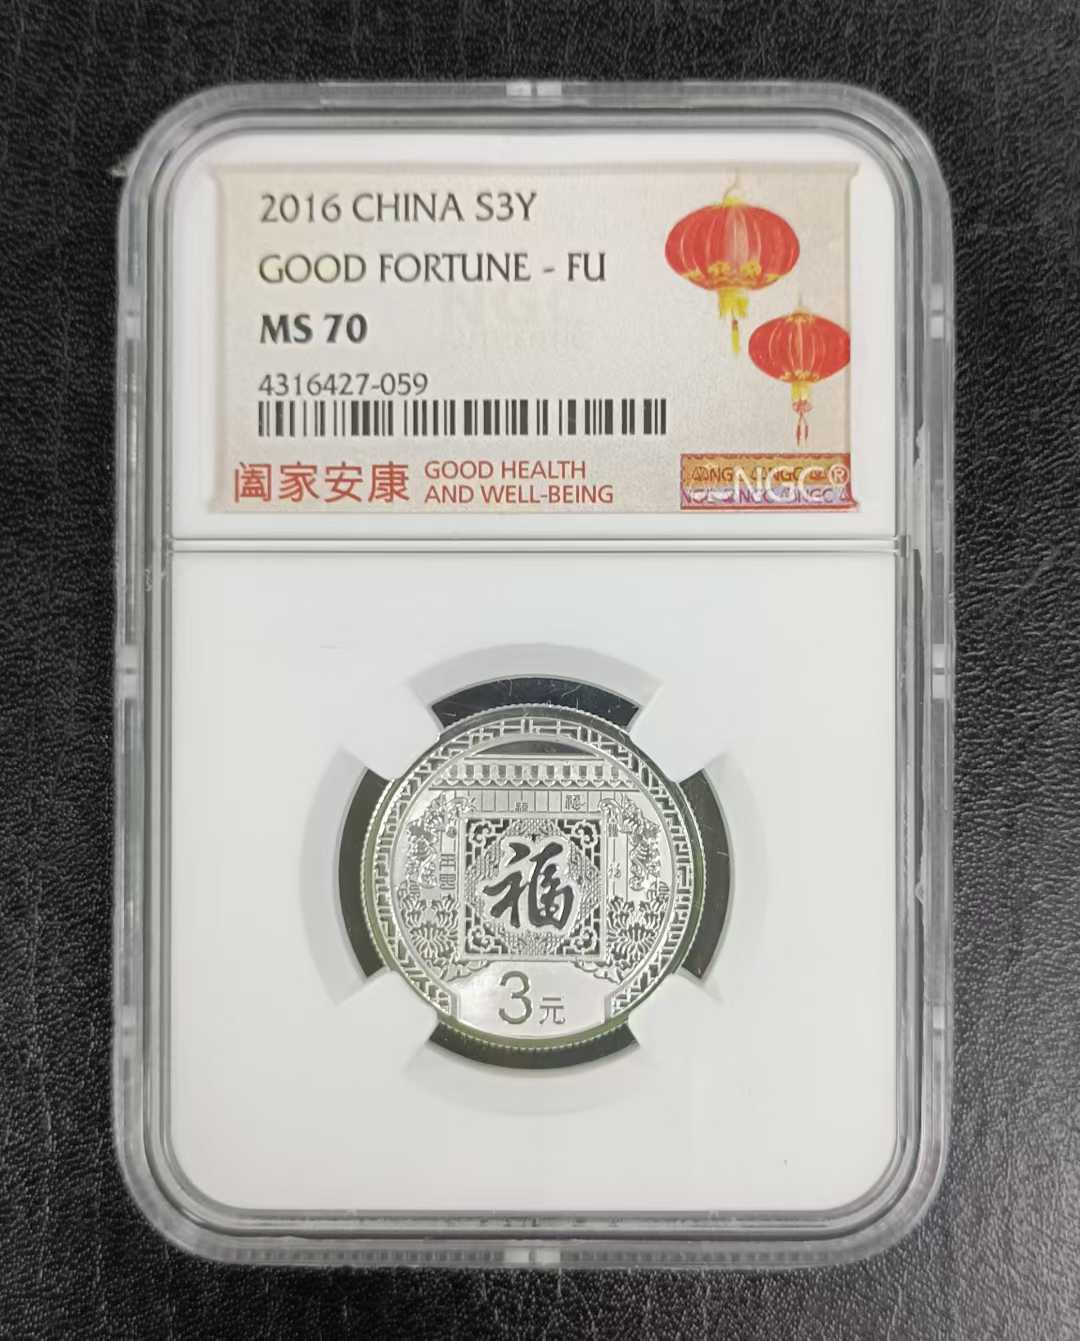 2016 CHINA S3Y
GOOD FORTUNE - FU
MS 70
4316427-059
阖家安康 GOOD HEALTH
AND WELL-BEING
NGC®
福
3元